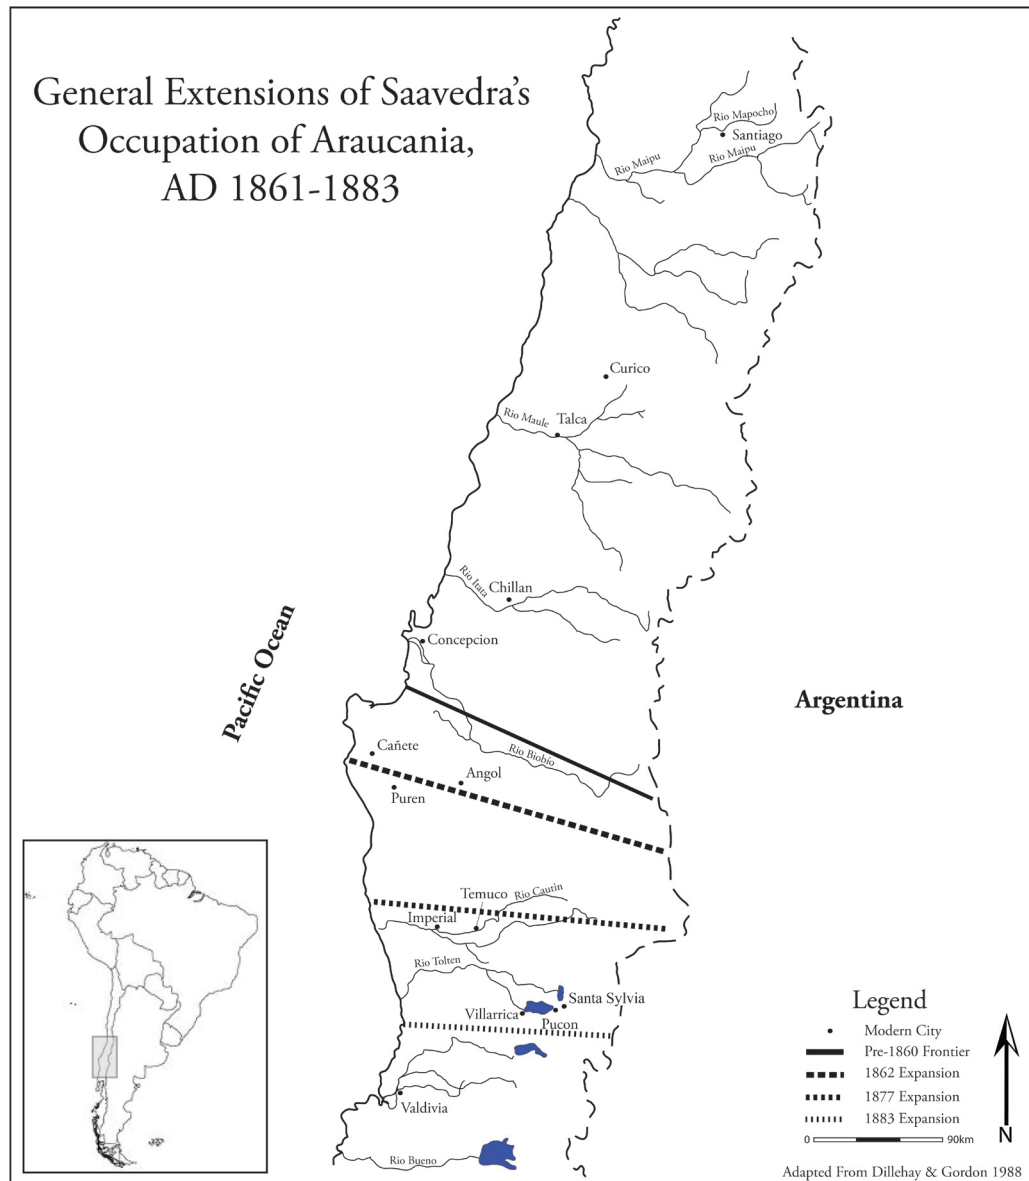 General Extensions of Saavedra's
Occupation of Araucania,
AD 1861-1883
Rio Mapocho
Santiago
Rio Maipu
Rio Maipu
Curico
Rio Maule
Talca
Rio Itata
Chillan
Concepcion
Pacific Ocean
Argentina
Rio Biobío
Cañete
Angol
Puren
Temuco
Rio Cautin
Imperial
Rio Tolten
Santa Sylvia
Villarrica
Pucon
Valdivia
Rio Bueno
Legend
Modern City
Pre-1860 Frontier
1862 Expansion
1877 Expansion
1883 Expansion
0
90km
N
Adapted From Dillehay & Gordon 1988